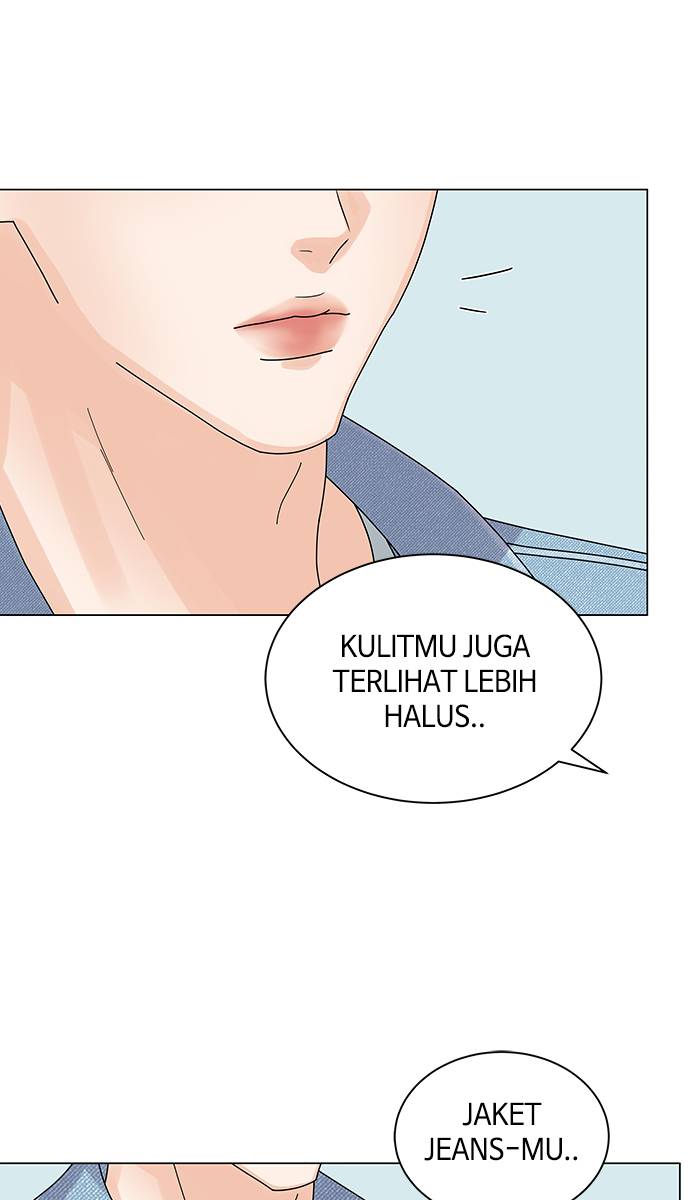 KULITMU JUGA
TERLIHAT LEBIH
HALUS..
JAKET
JEANS-MU..